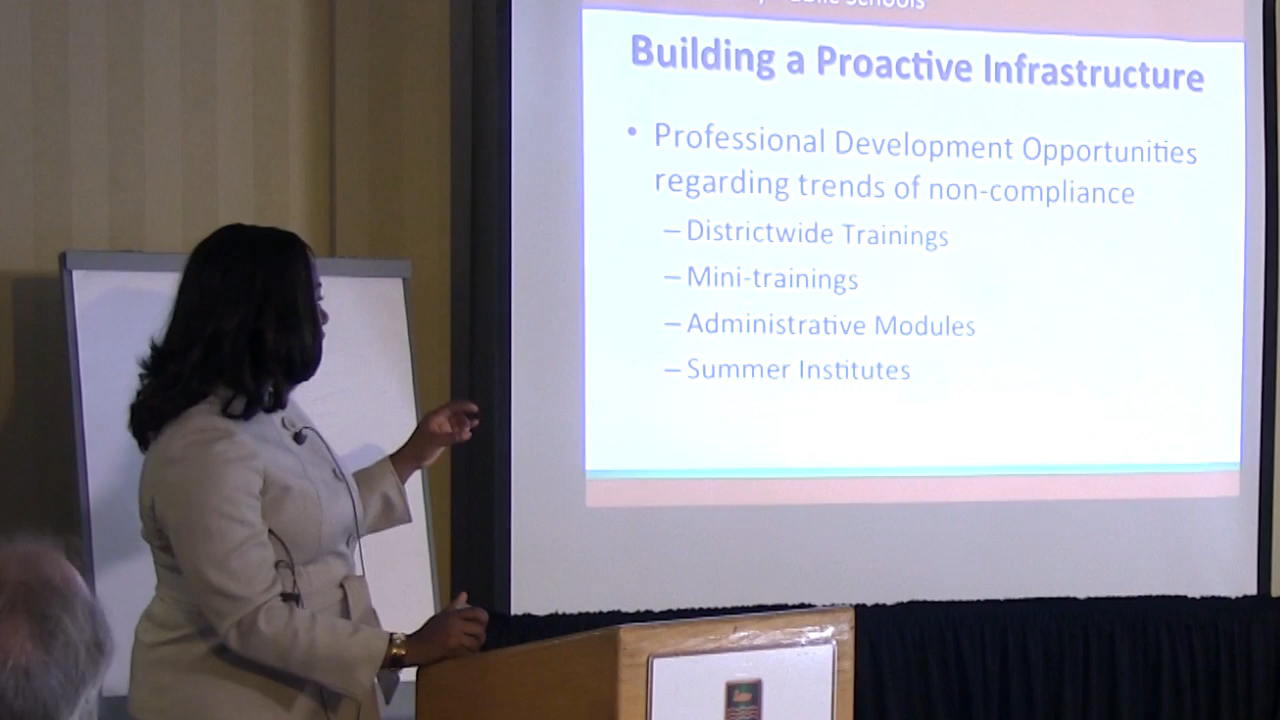 Schools
Building a Proactive Infrastructure
• Professional Development Opportunities
regarding trends of non-compliance
– Districtwide Trainings
– Mini-trainings
– Administrative Modules
– Summer Institutes